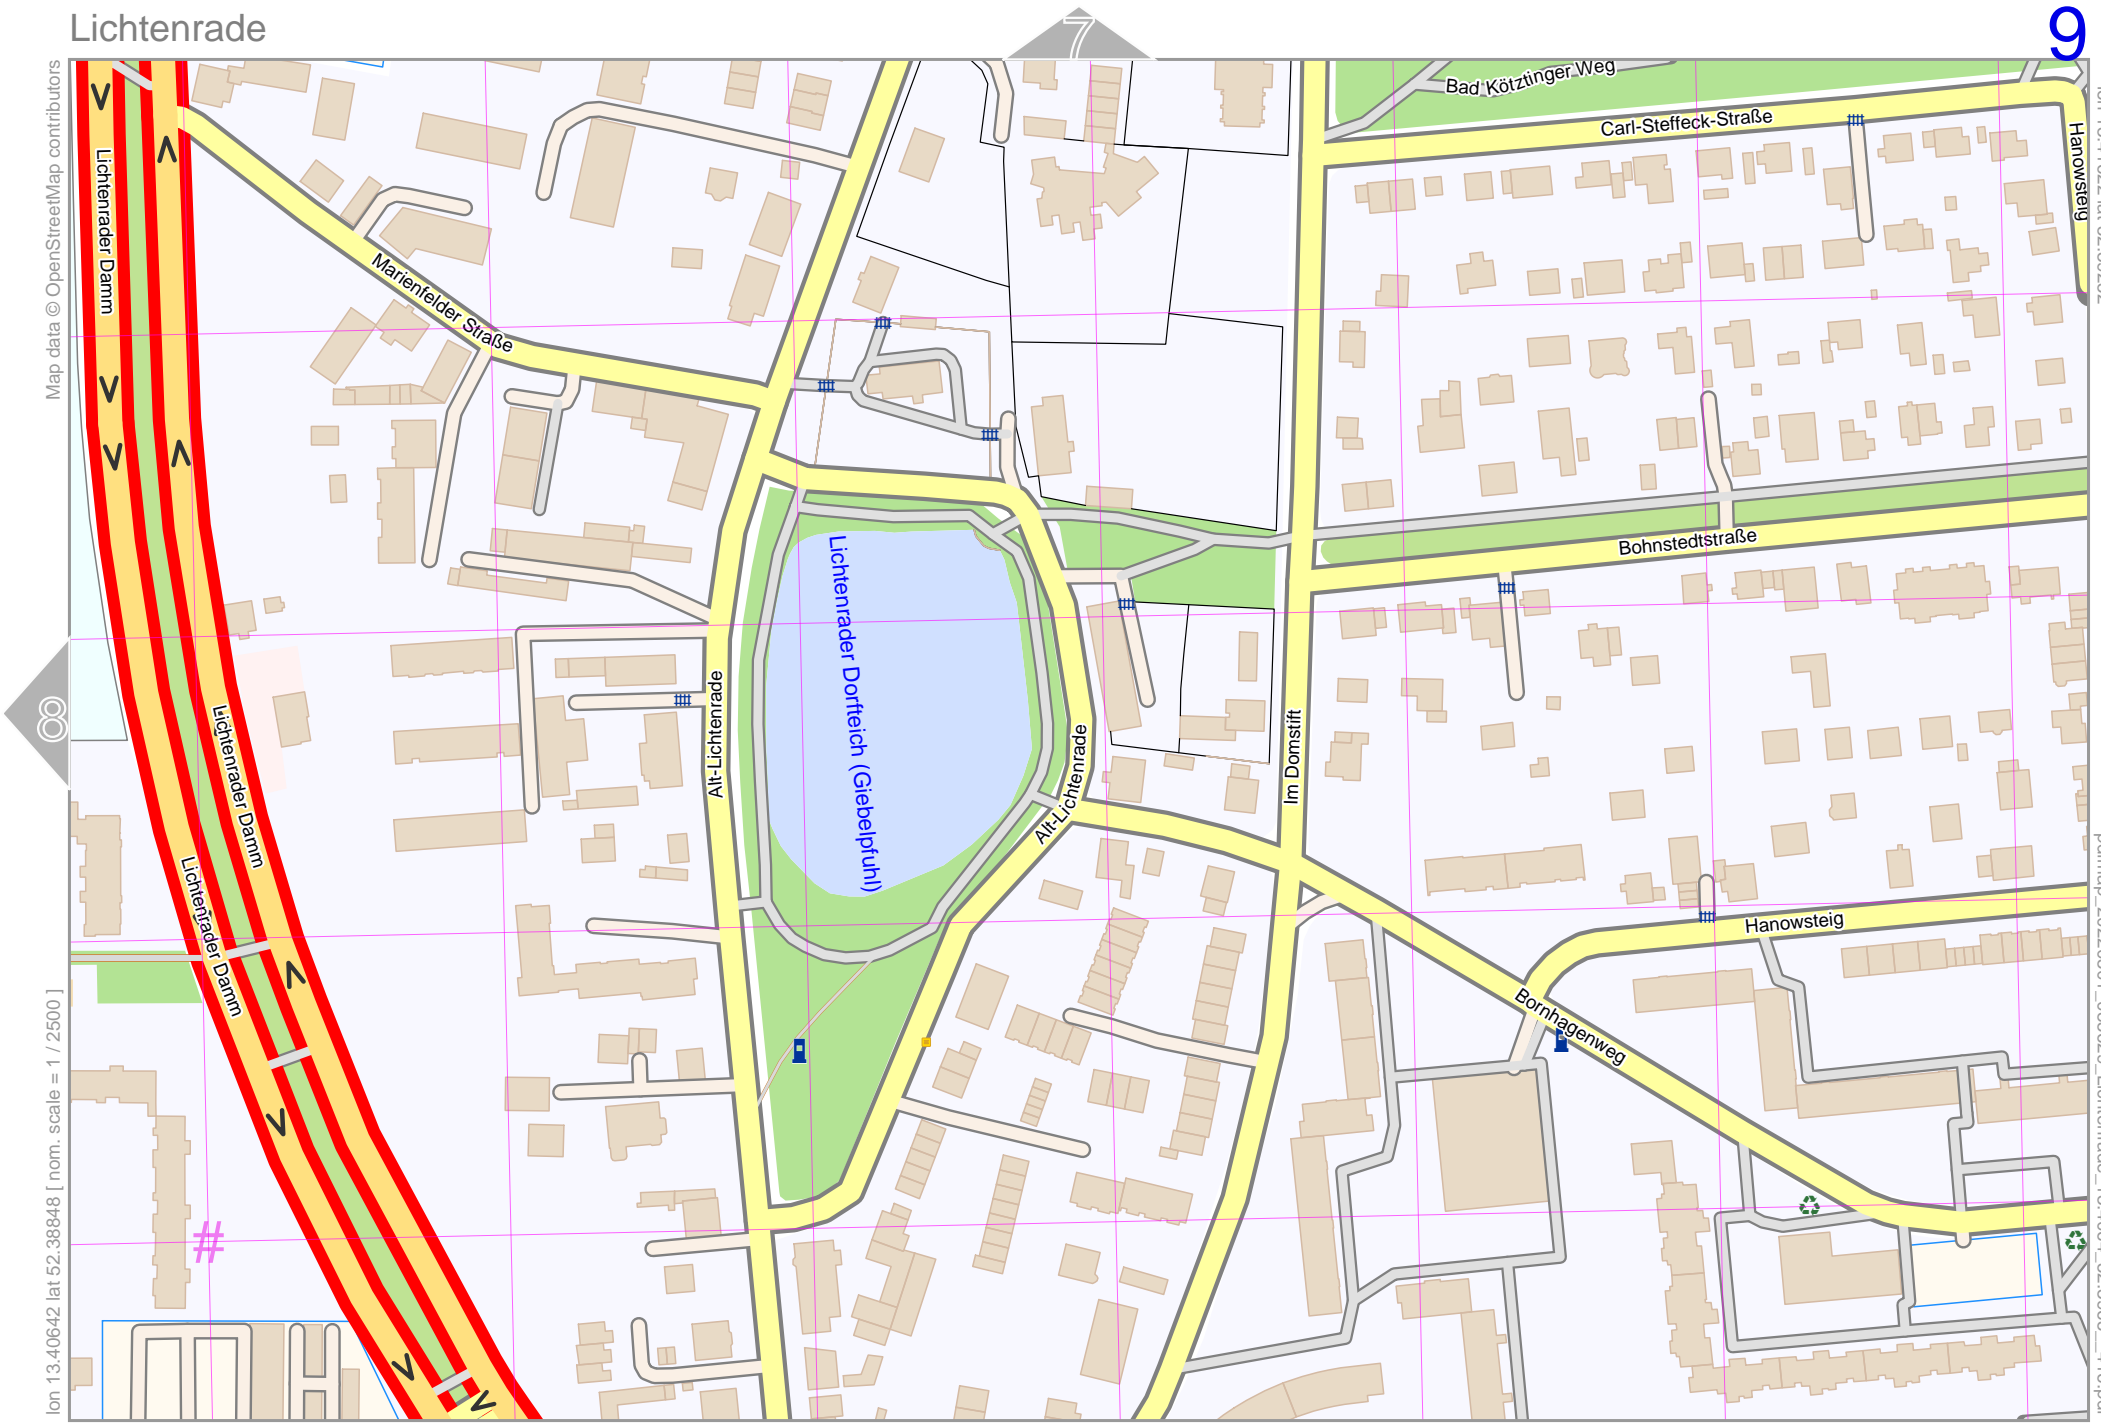 Lichtenrade
7
9
Map data © OpenStreetMap contributors
Bad Kötztinger Weg
Carl-Steffeck-Straße
Hanowsteig
Lichtenrader Damm
Marienfelder Straße
Bohnstedtstraße
Lichtenrader Dorfteich (Giebelpfuhl)
8
Alt-Lichtenrade
Im Domstift
Lichtenrader Damm
Alt-Lichtenrade
Lichtenrader Damm
Hanowsteig
Bornhagenweg
#
lon 13.40642 lat 52.38848 [ nom. scale = 1 / 2500 ]